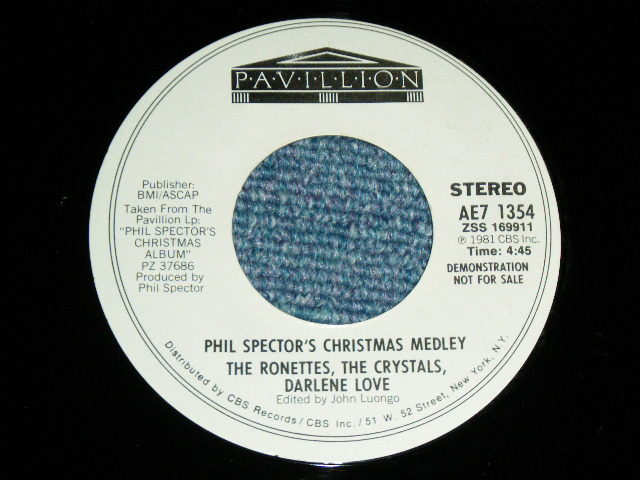 P·A·V·I·L·L·I·O·N
Publisher:
BMI/ASCAP
Taken From The
Pavillion Lp:
"PHIL SPECTOR'S
CHRISTMAS
ALBUM"
PZ 37686
Produced by
Phil Spector
STEREO
AE7 1354
ZSS 169911
℗ 1981 CBS Inc.
Time: 4:45
DEMONSTRATION
NOT FOR SALE
PHIL SPECTOR'S CHRISTMAS MEDLEY
THE RONETTES, THE CRYSTALS,
DARLENE LOVE
Edited by John Luongo
Distributed by CBS Records/CBS Inc./51 W. 52 Street, New York, N.Y.